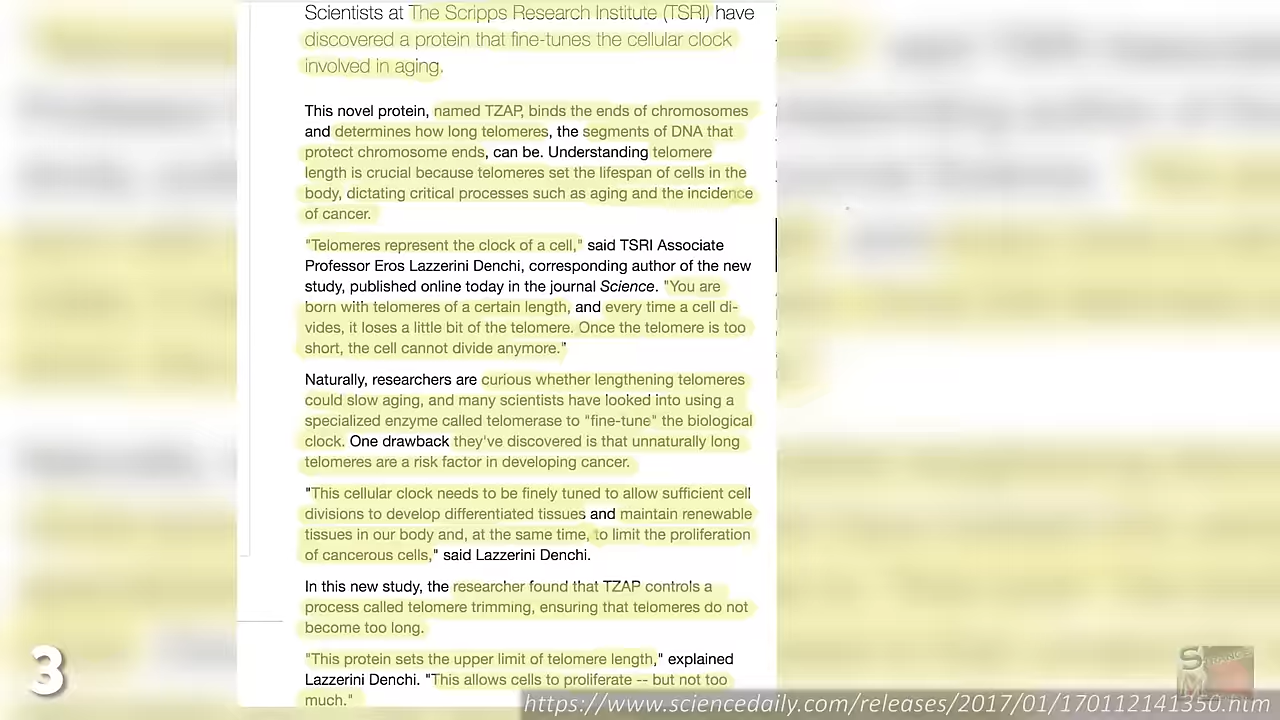 Scientists at The Scripps Research Institute (TSRI) have
discovered a protein that fine-tunes the cellular clock
involved in aging.
This novel protein, named TZAP, binds the ends of chromosomes
and determines how long telomeres, the segments of DNA that
protect chromosome ends, can be. Understanding telomere
length is crucial because telomeres set the lifespan of cells in the
body, dictating critical processes such as aging and the incidence
of cancer.
"Telomeres represent the clock of a cell," said TSRI Associate
Professor Eros Lazzerini Denchi, corresponding author of the new
study, published online today in the journal Science. "You are
born with telomeres of a certain length, and every time a cell di-
vides, it loses a little bit of the telomere. Once the telomere is too
short, the cell cannot divide anymore."
Naturally, researchers are curious whether lengthening telomeres
could slow aging, and many scientists have looked into using a
specialized enzyme called telomerase to "fine-tune" the biological
clock. One drawback they've discovered is that unnaturally long
telomeres are a risk factor in developing cancer.
"This cellular clock needs to be finely tuned to allow sufficient cell
divisions to develop differentiated tissues and maintain renewable
tissues in our body and, at the same time, to limit the proliferation
of cancerous cells," said Lazzerini Denchi.
In this new study, the researcher found that TZAP controls a
process called telomere trimming, ensuring that telomeres do not
become too long.
"This protein sets the upper limit of telomere length," explained
Lazzerini Denchi. "This allows cells to proliferate -- but not too
much."
3
https://www.sciencedaily.com/releases/2017/01/170112141350.htm